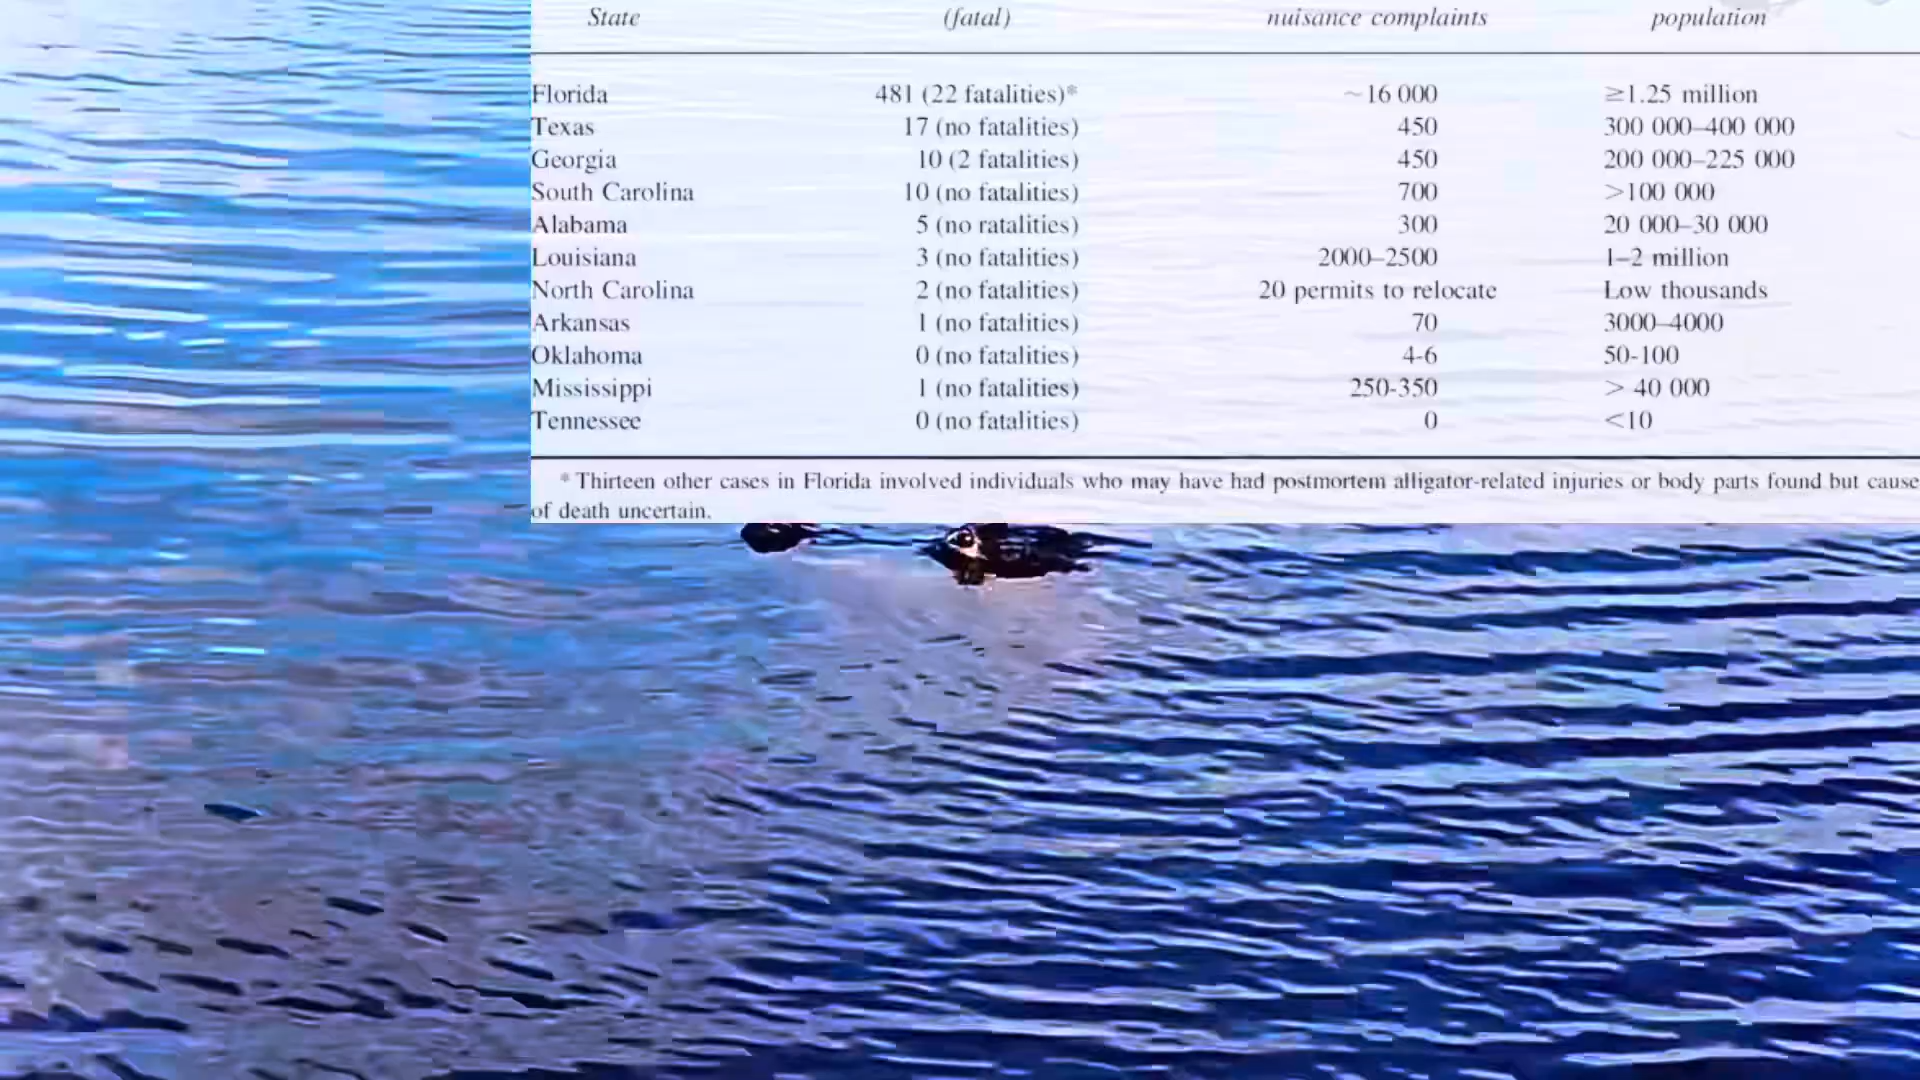 State (fatal) nuisance complaints population
Florida 481 (22 fatalities)* ~16 000 ≥1.25 million
Texas 17 (no fatalities) 450 300 000–400 000
Georgia 10 (2 fatalities) 450 200 000–225 000
South Carolina 10 (no fatalities) 700 >100 000
Alabama 5 (no ratalities) 300 20 000–30 000
Louisiana 3 (no fatalities) 2000–2500 1–2 million
North Carolina 2 (no fatalities) 20 permits to relocate Low thousands
Arkansas 1 (no fatalities) 70 3000–4000
Oklahoma 0 (no fatalities) 4-6 50-100
Mississippi 1 (no fatalities) 250-350 > 40 000
Tennessee 0 (no fatalities) 0 <10
* Thirteen other cases in Florida involved individuals who may have had postmortem alligator-related injuries or body parts found but cause
of death uncertain.